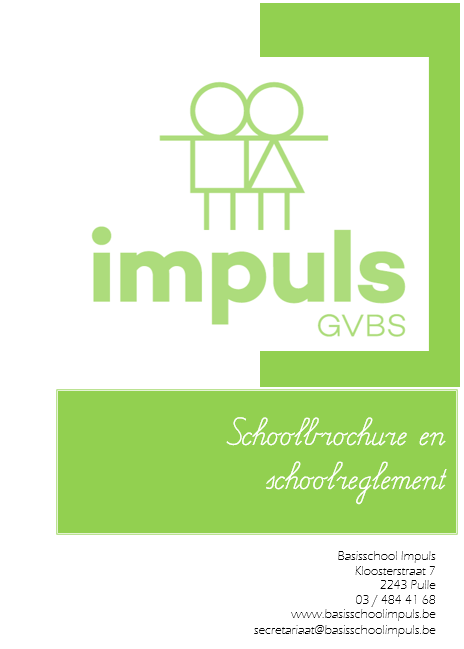 impuls
GVBS
Schoolbrochure en
schoolreglement
Basisschool Impuls
Kloosterstraat 7
2243 Pulle
03 / 484 41 68
www.basisschoolimpuls.be
secretariaat@basisschoolimpuls.be